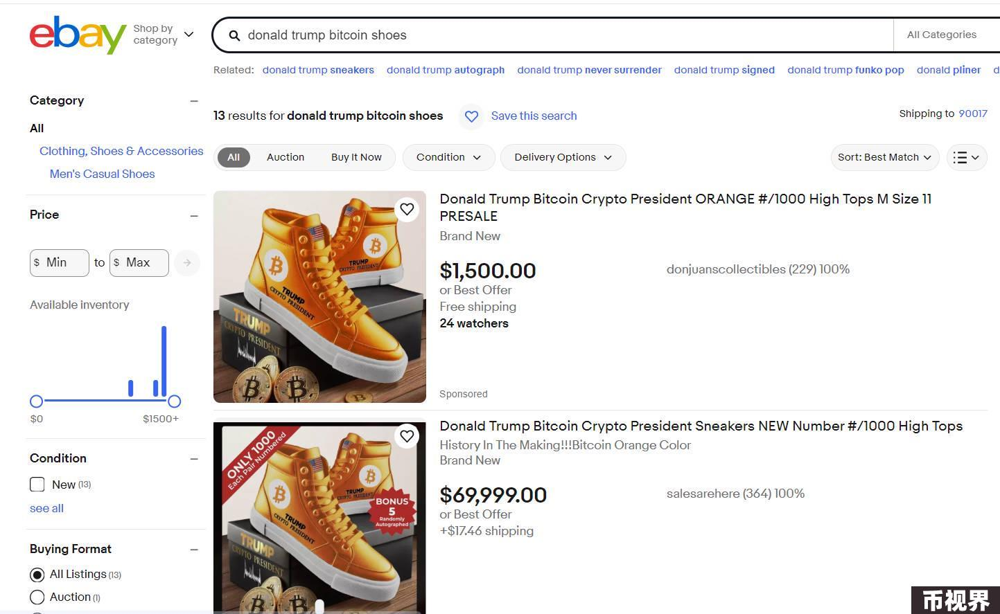 ebay
Shop by
category
donald trump bitcoin shoes
All Categories
Related: donald trump sneakers donald trump autograph donald trump never surrender donald trump signed donald trump funko pop donald pliner d
Category
All
Clothing, Shoes & Accessories
Men's Casual Shoes
Price
$ Min to $ Max
Available inventory
$0 $1500+
Condition
New (13)
see all
Buying Format
All Listings (13)
Auction (1)
13 results for donald trump bitcoin shoes
Save this search
Shipping to 90017
All Auction Buy It Now Condition Delivery Options
Sort: Best Match
TRUMP
CRYPTO PRESIDENT
TRUMP
CRYPTO PRESIDENT
TRUMP
CRYPTO PRESIDENT
Donald Trump Bitcoin Crypto President ORANGE #/1000 High Tops M Size 11
PRESALE
Brand New
$1,500.00
or Best Offer
Free shipping
24 watchers
donjuanscollectibles (229) 100%
Sponsored
ONLY 1000
Each Pair Numbered
BONUS
5
Randomly
Autographed
TRUMP
CRYPTO PRESIDENT
TRUMP
CRYPTO PRESIDENT
TRUMP
CRYPTO PRESIDENT
Donald Trump Bitcoin Crypto President Sneakers NEW Number #/1000 High Tops
History In The Making!!!Bitcoin Orange Color
Brand New
$69,999.00
or Best Offer
+$17.46 shipping
salesarehere (364) 100%
币视界